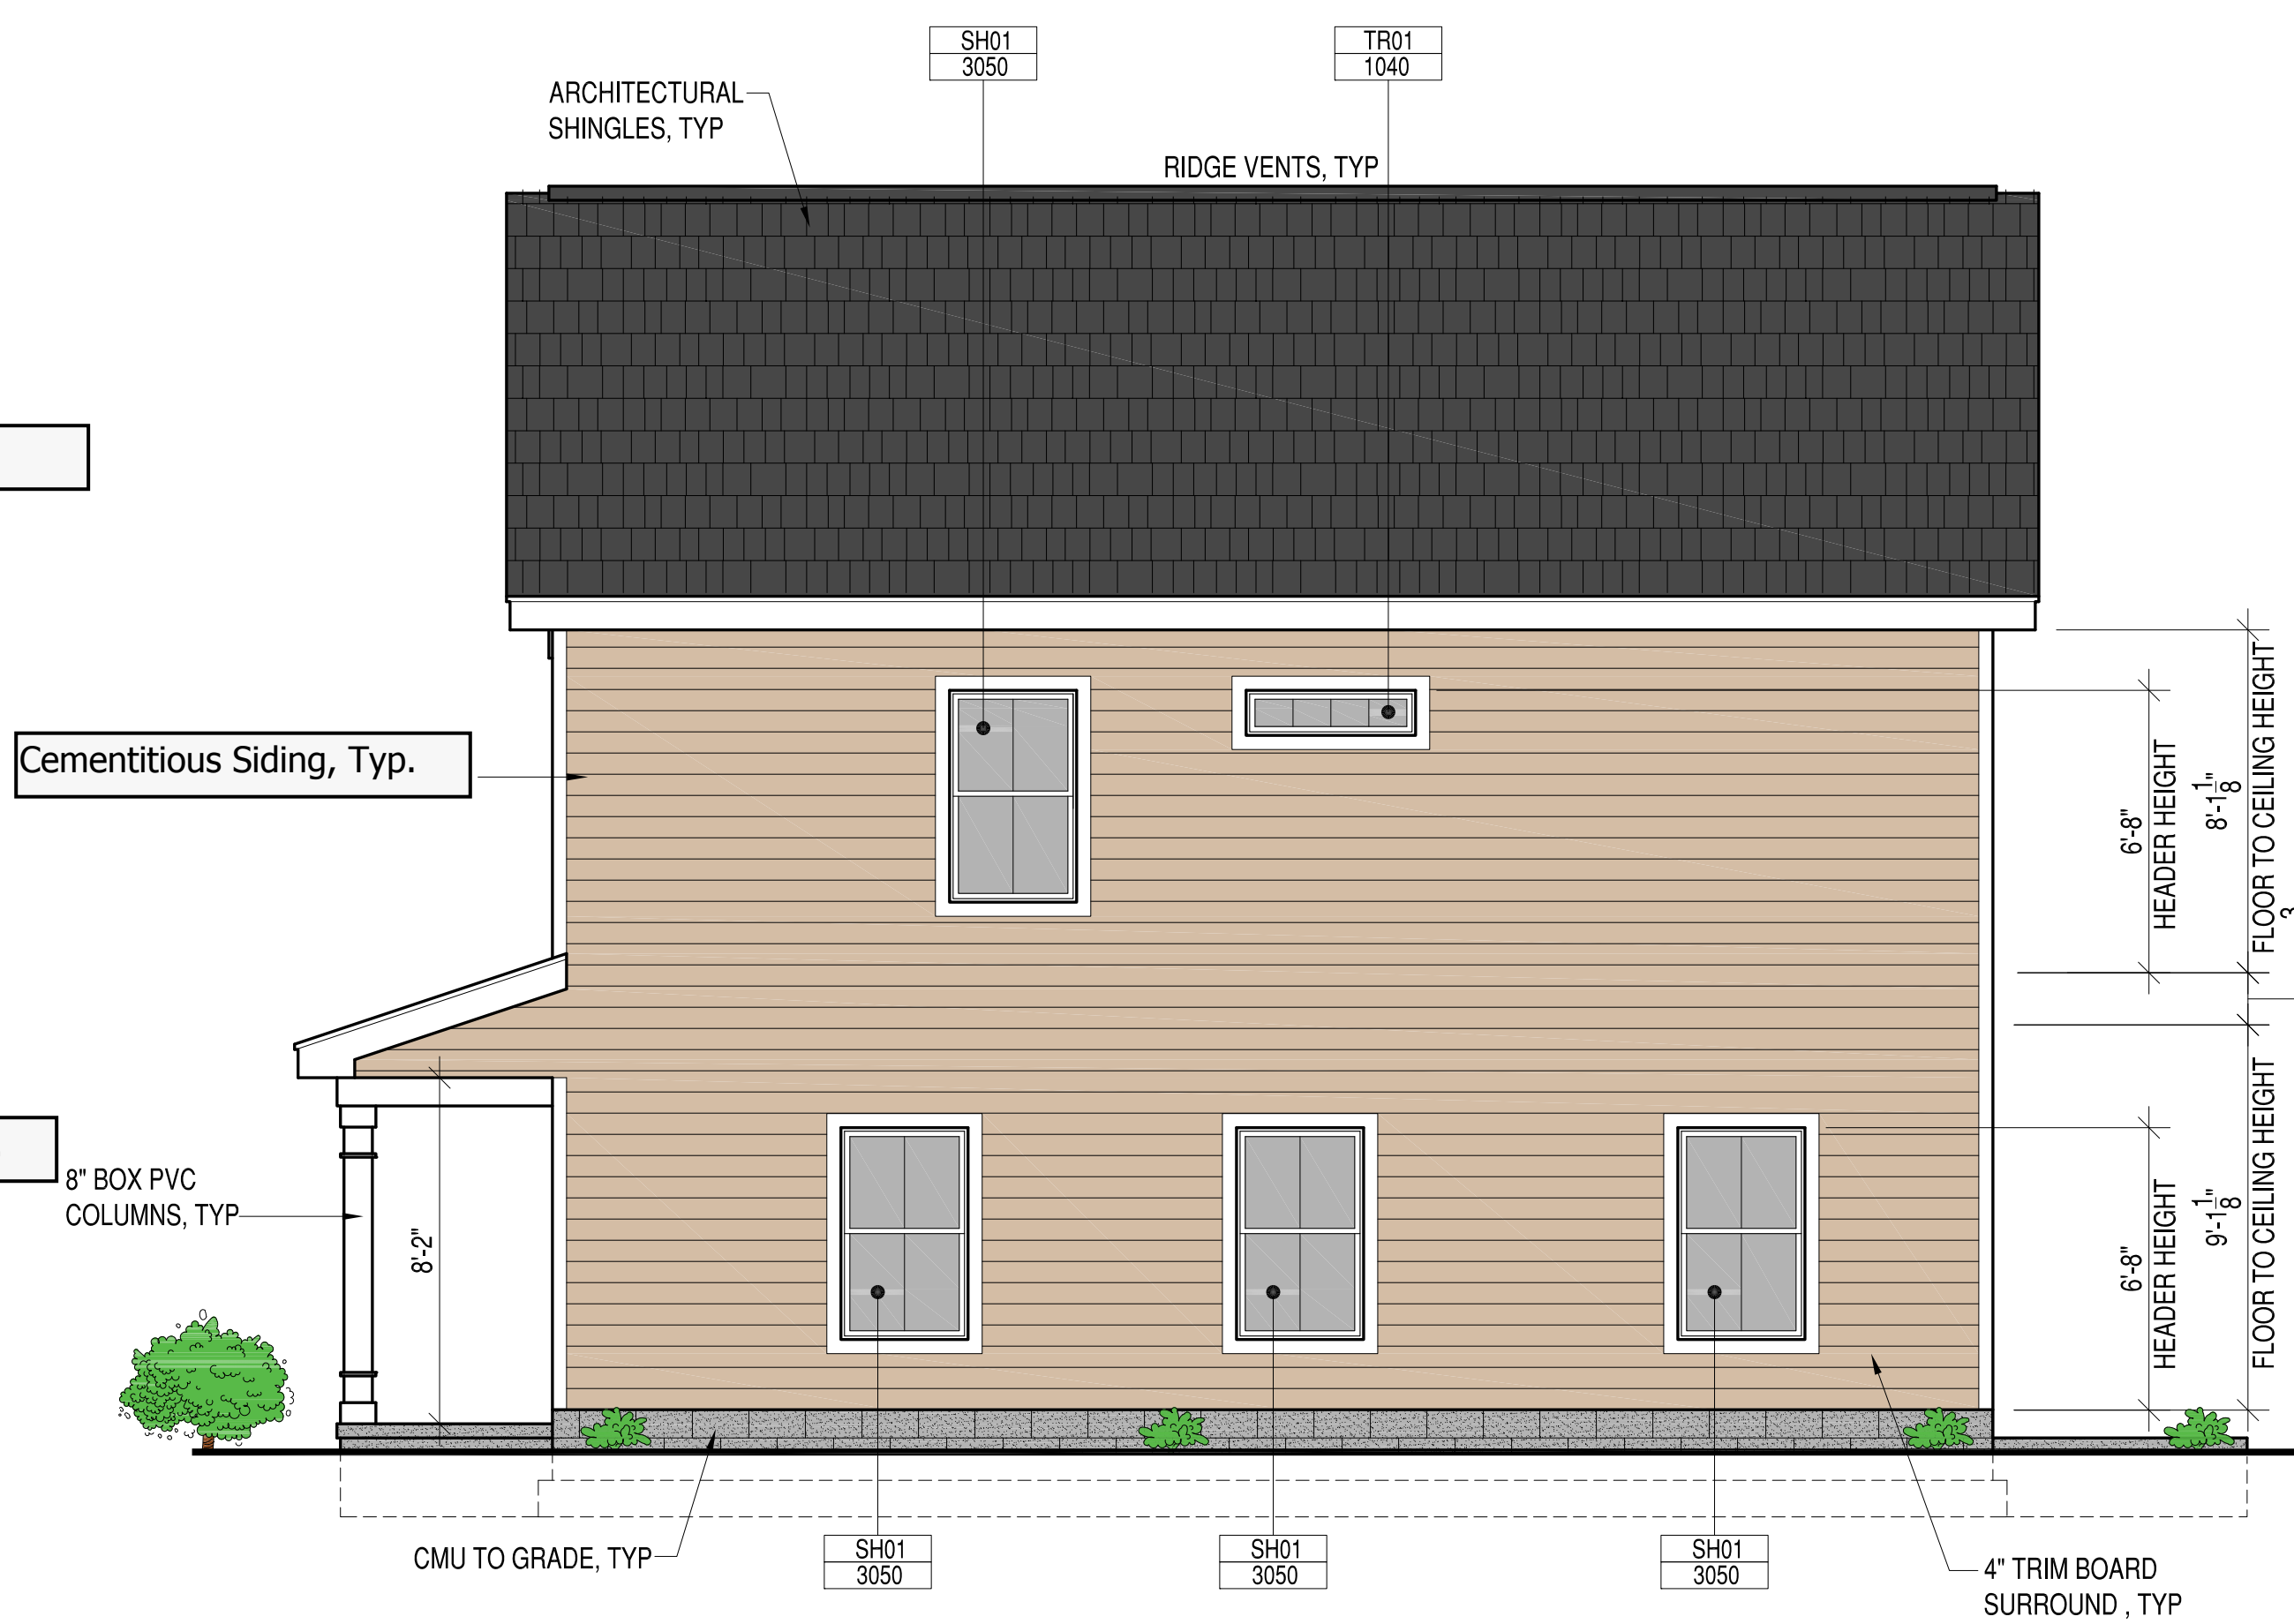 SH01
3050
TR01
1040
ARCHITECTURAL
SHINGLES, TYP
RIDGE VENTS, TYP
Cementitious Siding, Typ.
6'-8"
HEADER HEIGHT
8'-1 1/8"
FLOOR TO CEILING HEIGHT
8" BOX PVC
COLUMNS, TYP
8'-2"
6'-8"
HEADER HEIGHT
9'-1 1/8"
FLOOR TO CEILING HEIGHT
CMU TO GRADE, TYP
SH01
3050
SH01
3050
SH01
3050
4" TRIM BOARD
SURROUND , TYP